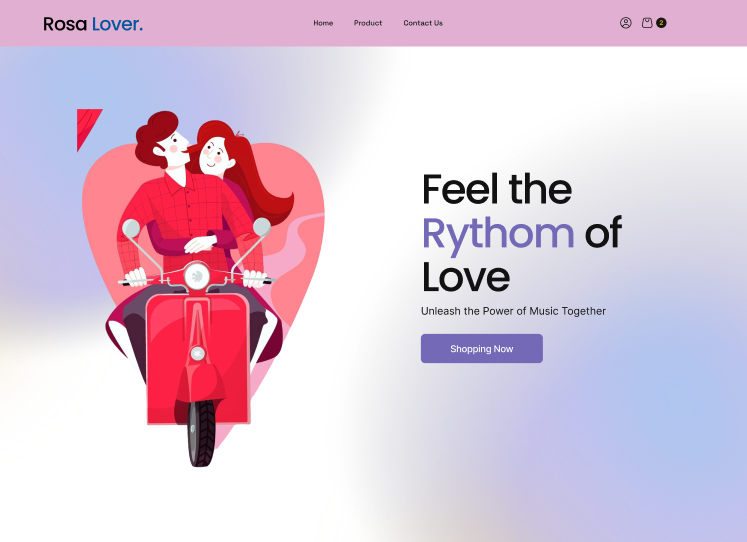 Rosa Lover.
Home Product Contact Us
2
Feel the
Rythom of
Love
Unleash the Power of Music Together
Shopping Now